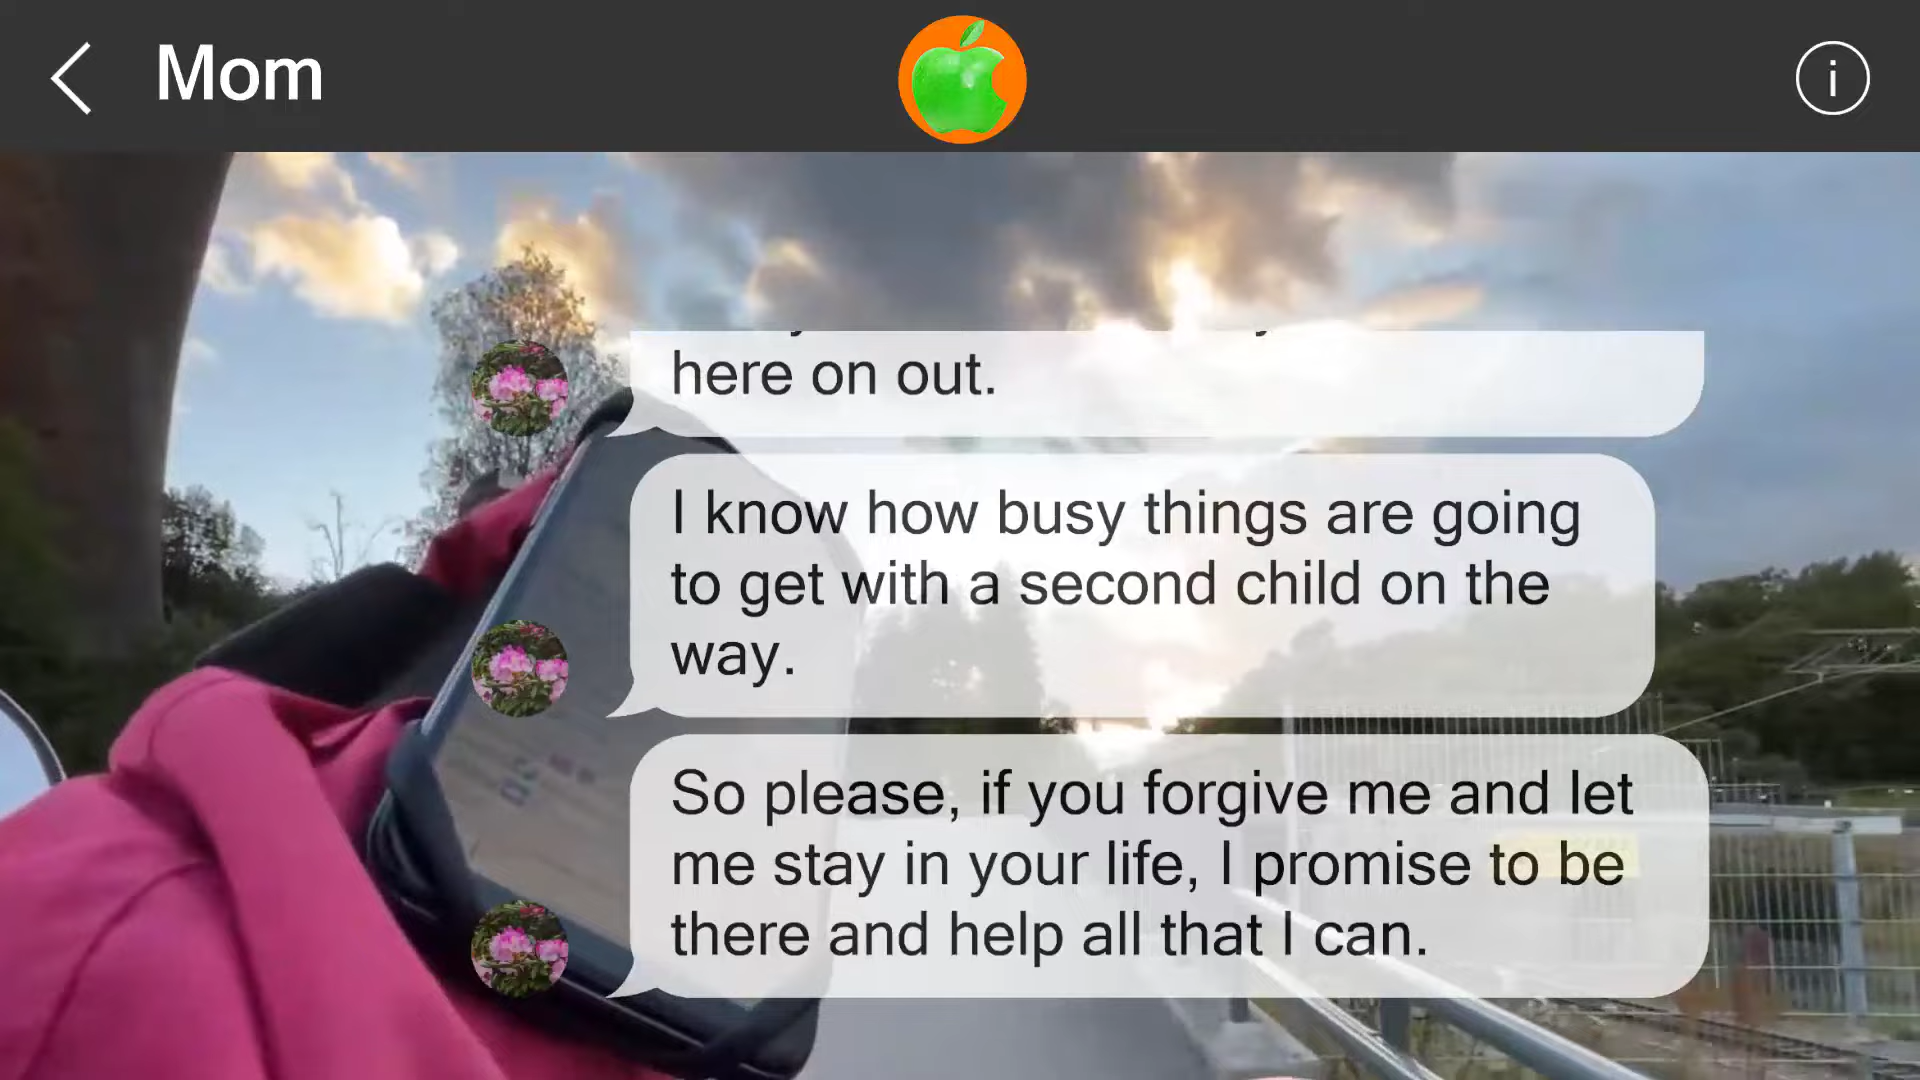 Mom
here on out.
I know how busy things are going
to get with a second child on the
way.
So please, if you forgive me and let
me stay in your life, I promise to be
there and help all that I can.